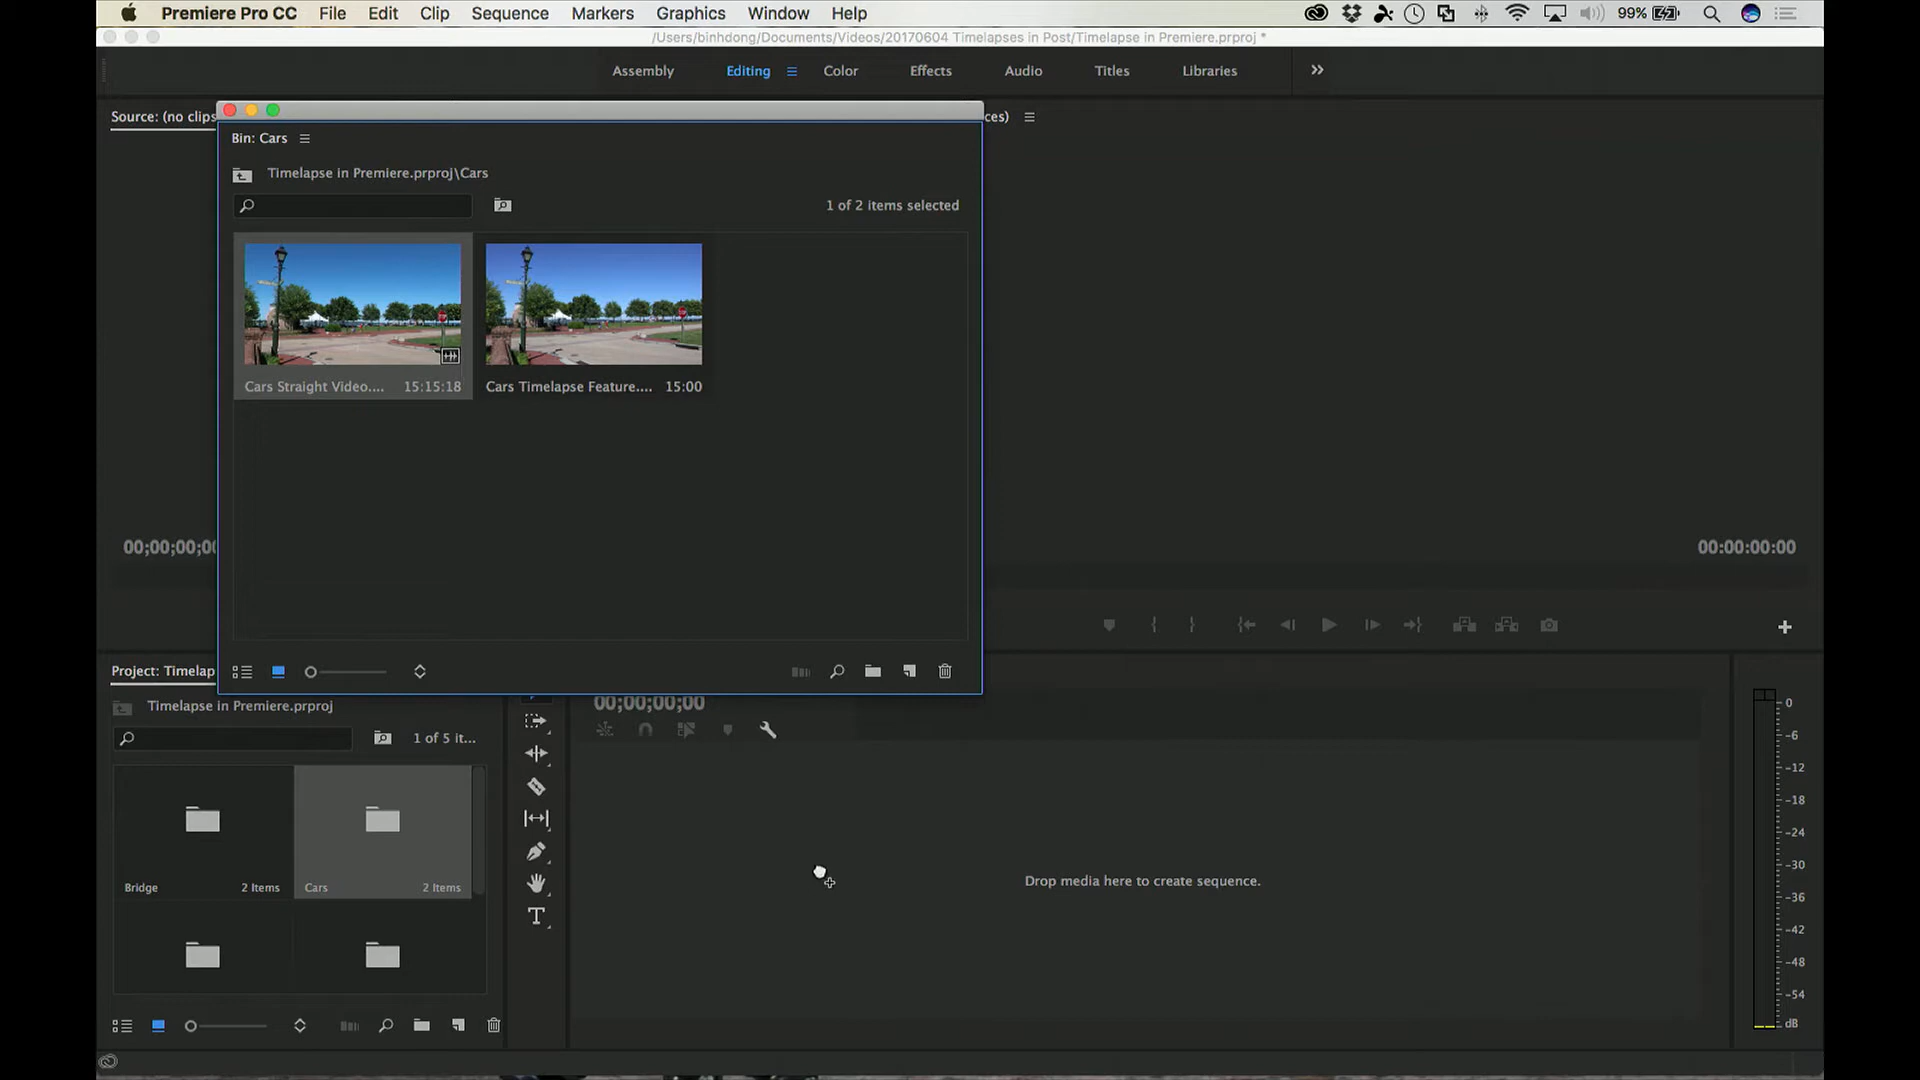 Premiere Pro CC File Edit Clip Sequence Markers Graphics Window Help 99%
/Users/binhdong/Documents/Videos/20170604 Timelapses in Post/Timelapse in Premiere.prproj *
Assembly Editing Color Effects Audio Titles Libraries
Source: (no clips ces)
Bin: Cars
Timelapse in Premiere.prproj\Cars
1 of 2 items selected
Cars Straight Video.... 15:15:18 Cars Timelapse Feature.... 15:00
00;00;00;00 00:00:00:00
Project: Timelap
00;00;00;00
Timelapse in Premiere.prproj
1 of 5 it...
Bridge 2 Items Cars 2 Items
Drop media here to create sequence.
T
0
-6
-12
-18
-24
-30
-36
-42
-48
-54
dB